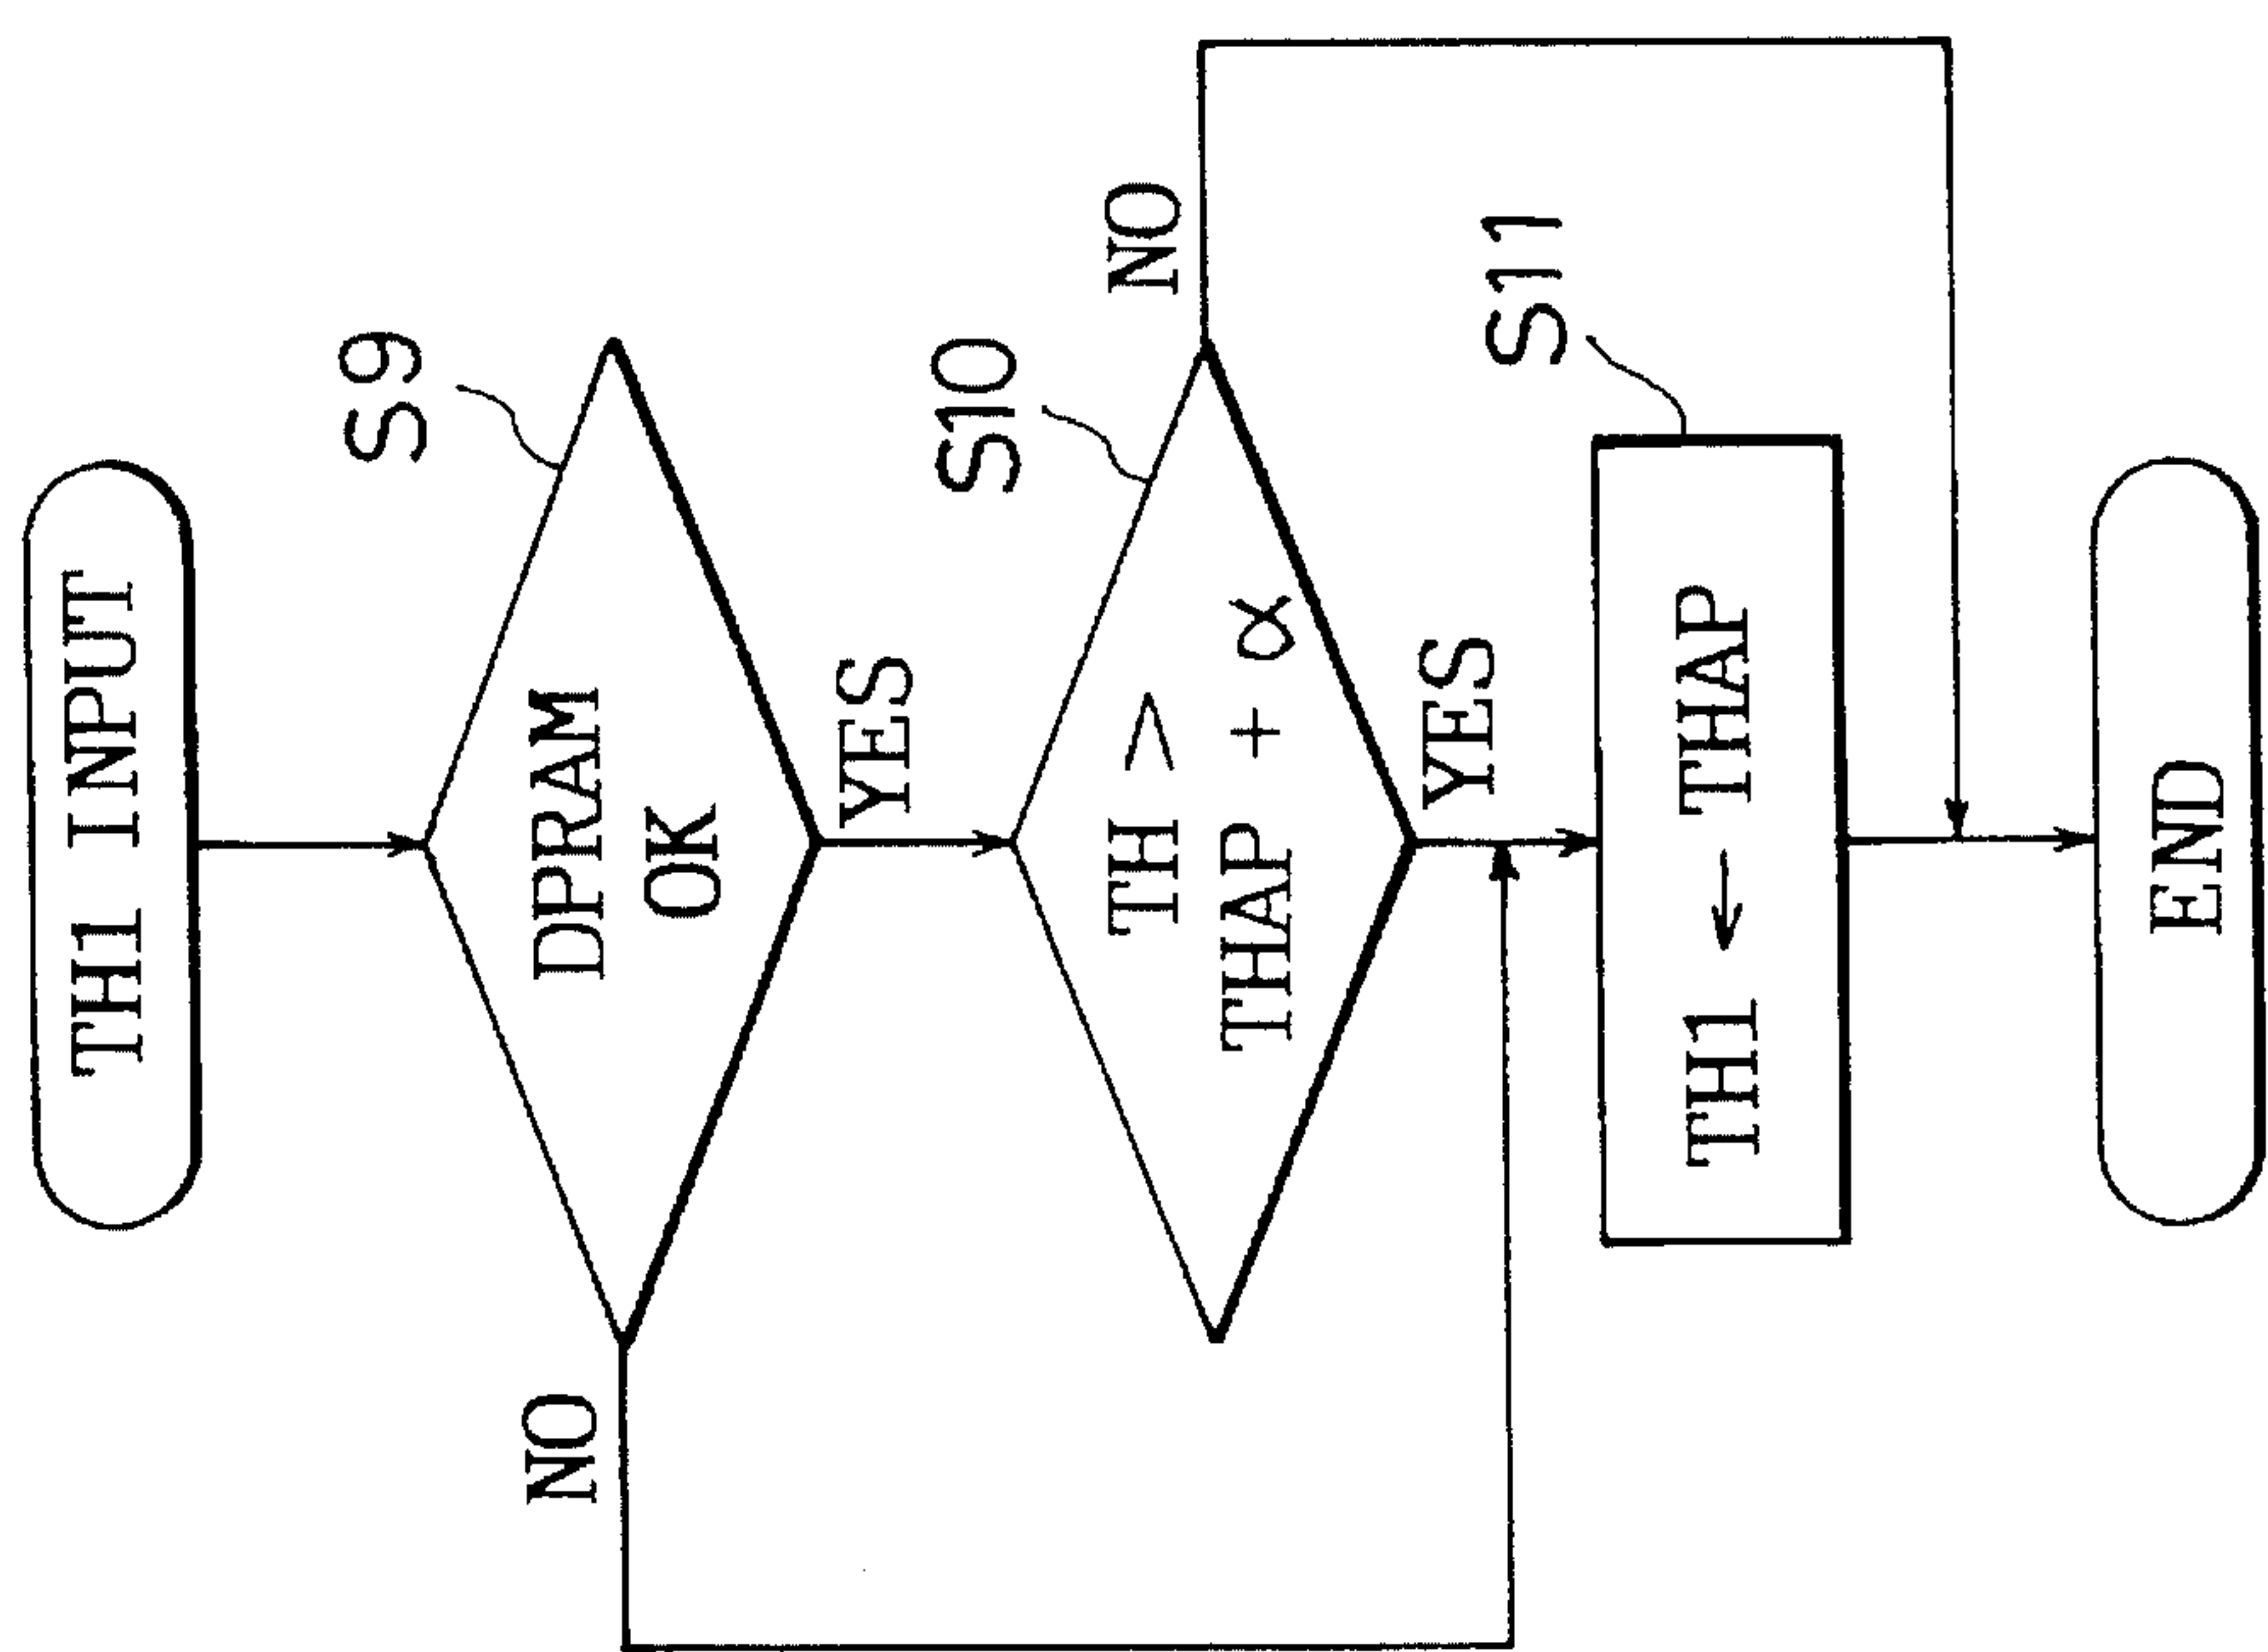 TH1 INPUT
S9
DPRAM
OK
NO
YES
S10
TH >
THAP + α
NO
YES
S11
TH1 ← THAP
END